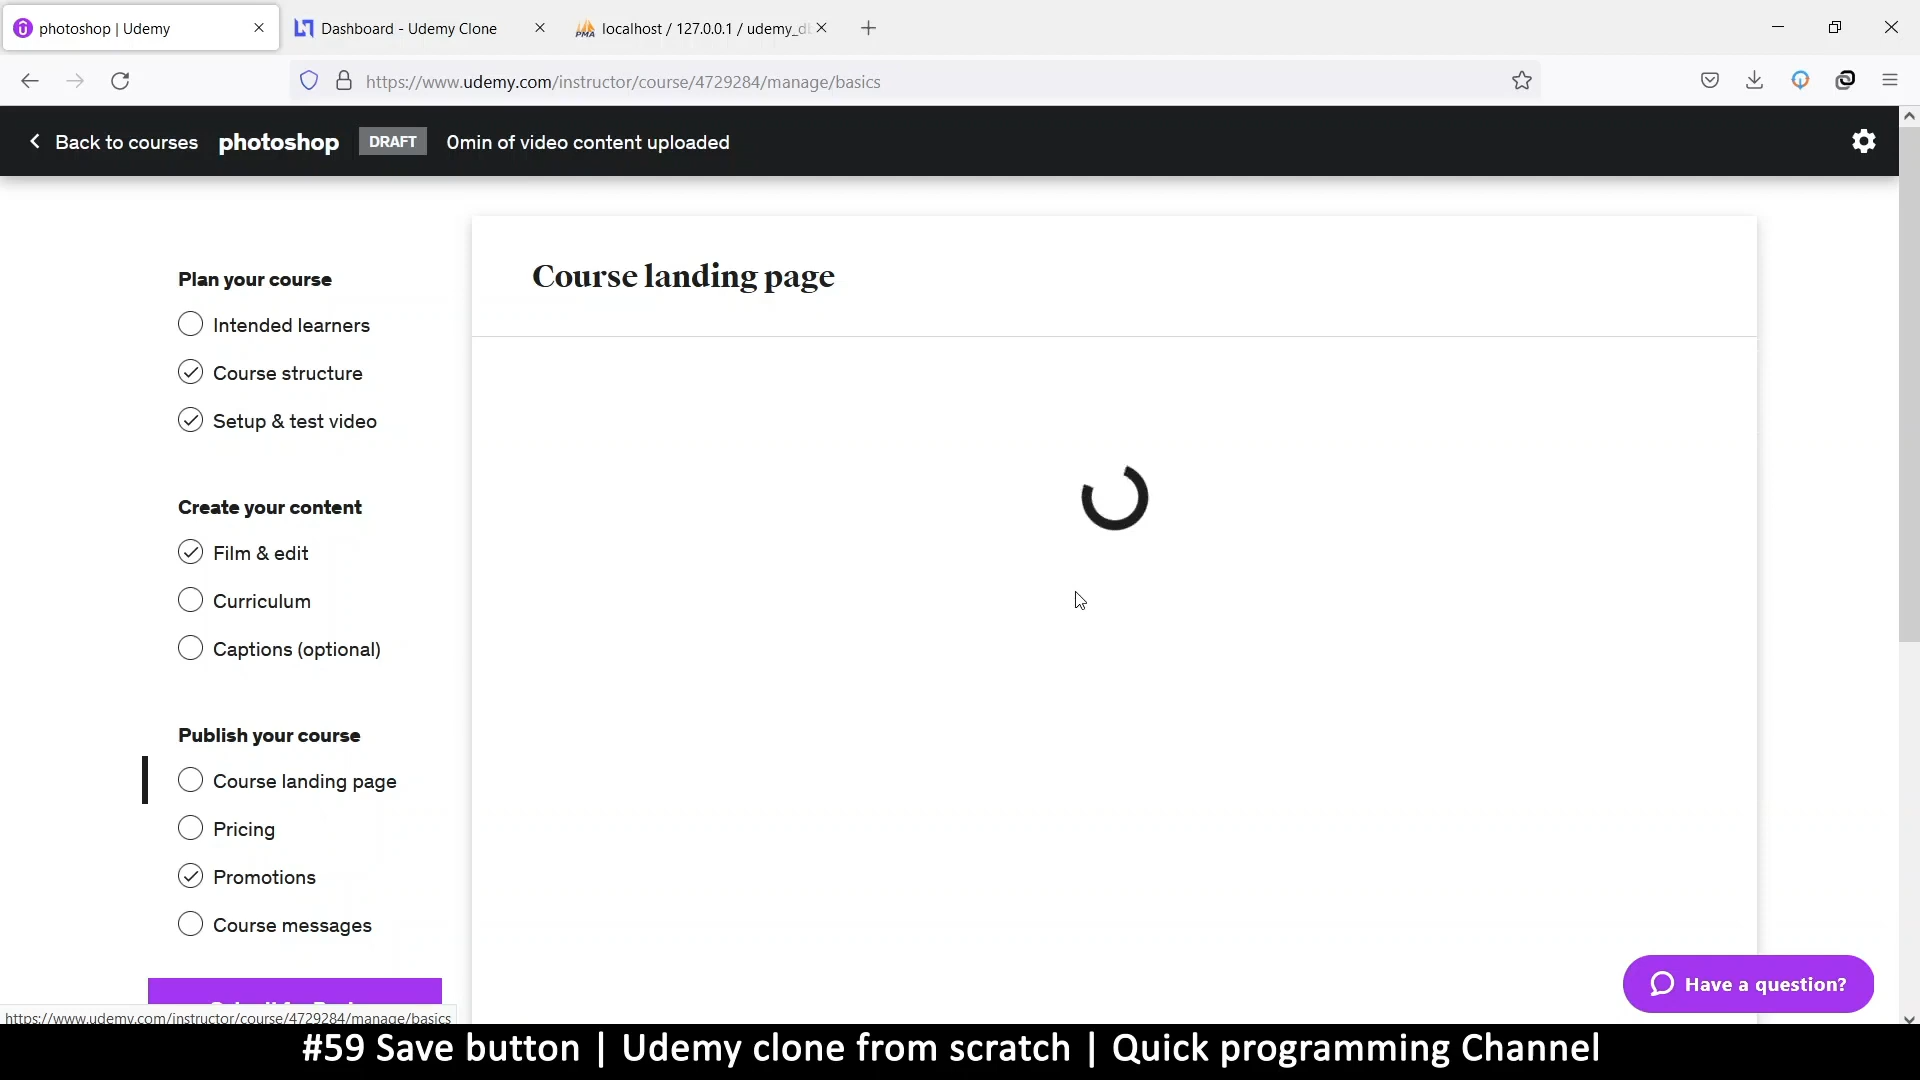 photoshop | Udemy
Dashboard - Udemy Clone
localhost / 127.0.0.1 / udemy_d
https://www.udemy.com/instructor/course/4729284/manage/basics
Back to courses
photoshop
DRAFT
0min of video content uploaded
Course landing page
Plan your course
Intended learners
Course structure
Setup & test video
Create your content
Film & edit
Curriculum
Captions (optional)
Publish your course
Course landing page
Pricing
Promotions
Course messages
Have a question?
https://www.udemy.com/instructor/course/4729284/manage/basics
#59 Save button | Udemy clone from scratch | Quick programming Channel